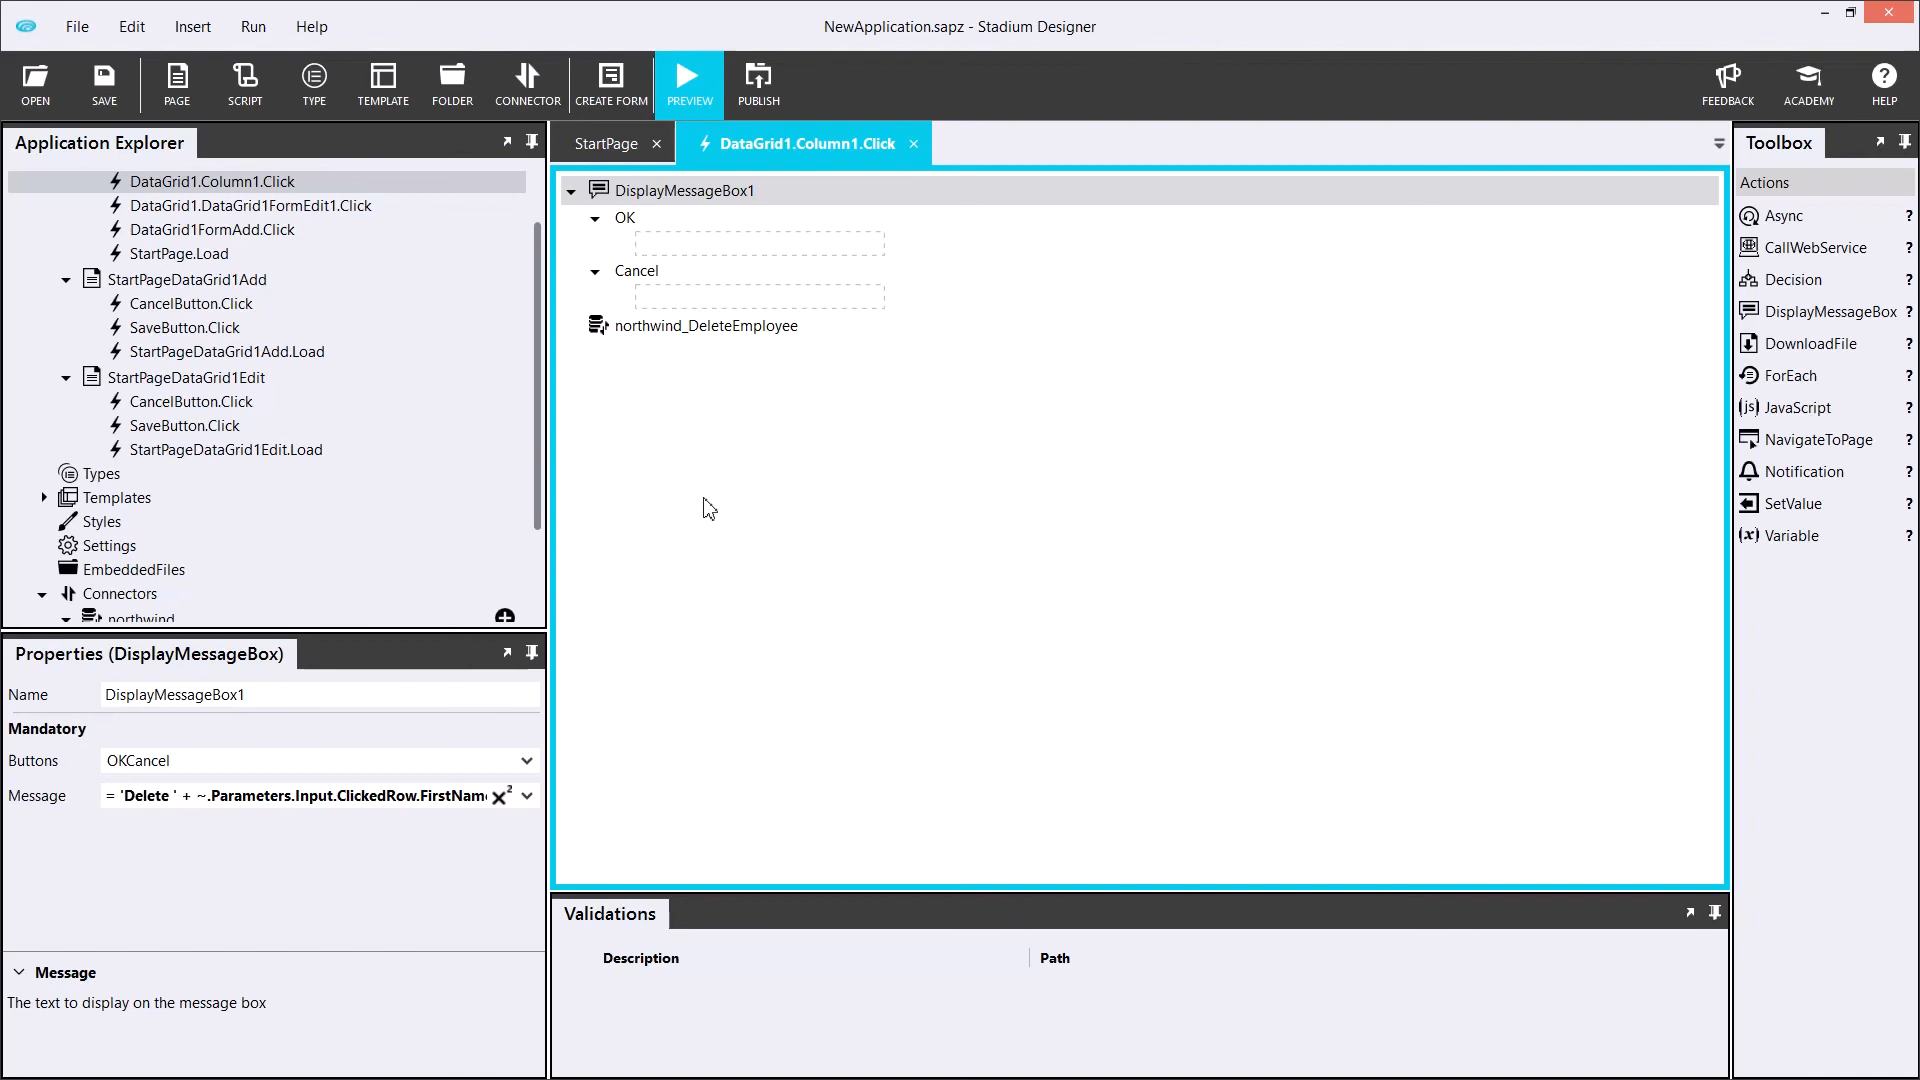 File Edit Insert Run Help
NewApplication.sapz - Stadium Designer
OPEN SAVE PAGE SCRIPT TYPE TEMPLATE FOLDER CONNECTOR CREATE FORM PREVIEW PUBLISH FEEDBACK ACADEMY HELP
Application Explorer
DataGrid1.Column1.Click
DataGrid1.DataGrid1FormEdit1.Click
DataGrid1FormAdd.Click
StartPage.Load
StartPageDataGrid1Add
CancelButton.Click
SaveButton.Click
StartPageDataGrid1Add.Load
StartPageDataGrid1Edit
CancelButton.Click
SaveButton.Click
StartPageDataGrid1Edit.Load
Types
Templates
Styles
Settings
EmbeddedFiles
Connectors
northwind
Properties (DisplayMessageBox)
Name DisplayMessageBox1
Mandatory
Buttons OKCancel
Message = 'Delete ' + ~.Parameters.Input.ClickedRow.FirstName
Message
The text to display on the message box
StartPage
DataGrid1.Column1.Click
DisplayMessageBox1
OK
Cancel
northwind_DeleteEmployee
Validations
Description Path
Toolbox
Actions
Async ?
CallWebService ?
Decision ?
DisplayMessageBox ?
DownloadFile ?
ForEach ?
JavaScript ?
NavigateToPage ?
Notification ?
SetValue ?
Variable ?